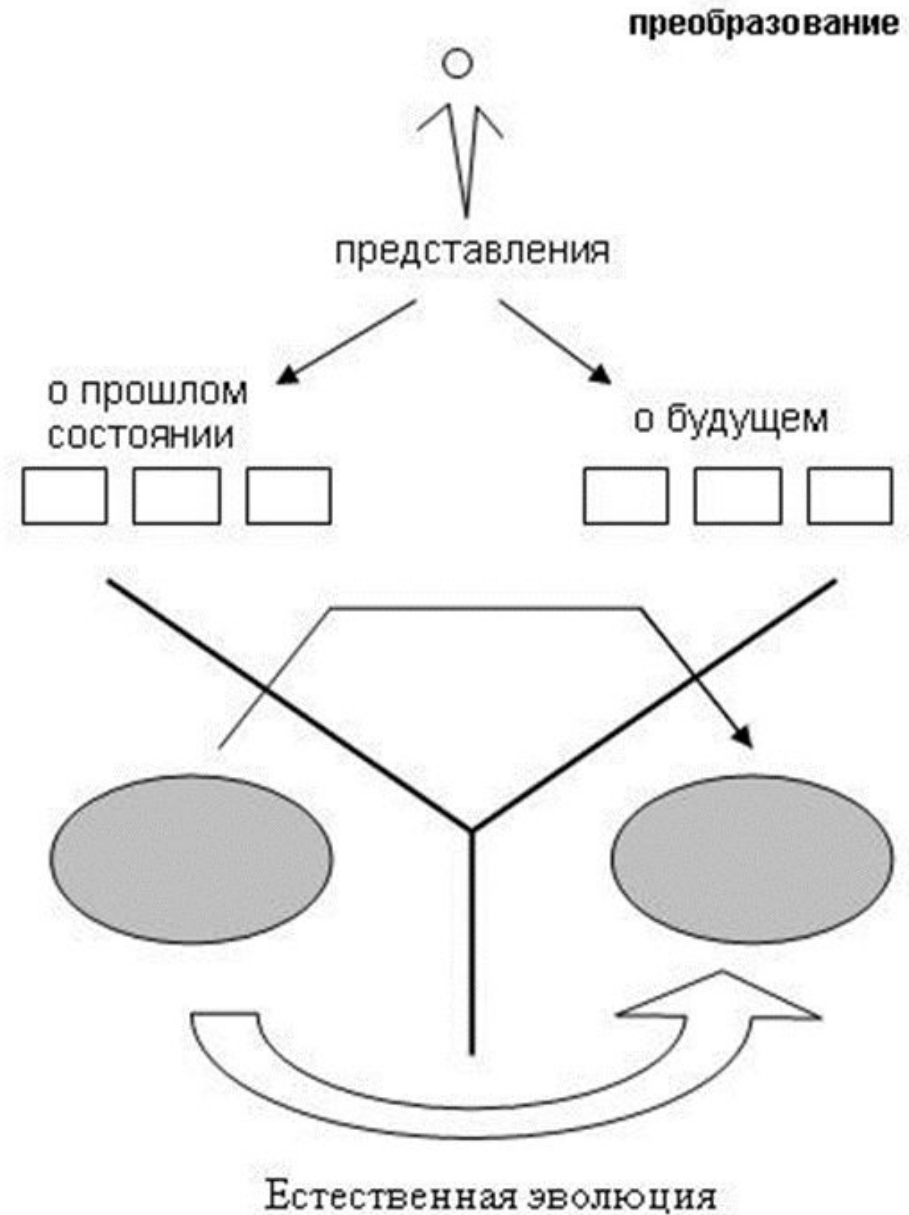 преобразование
представления
о прошлом
состоянии
о будущем
Естественная эволюция